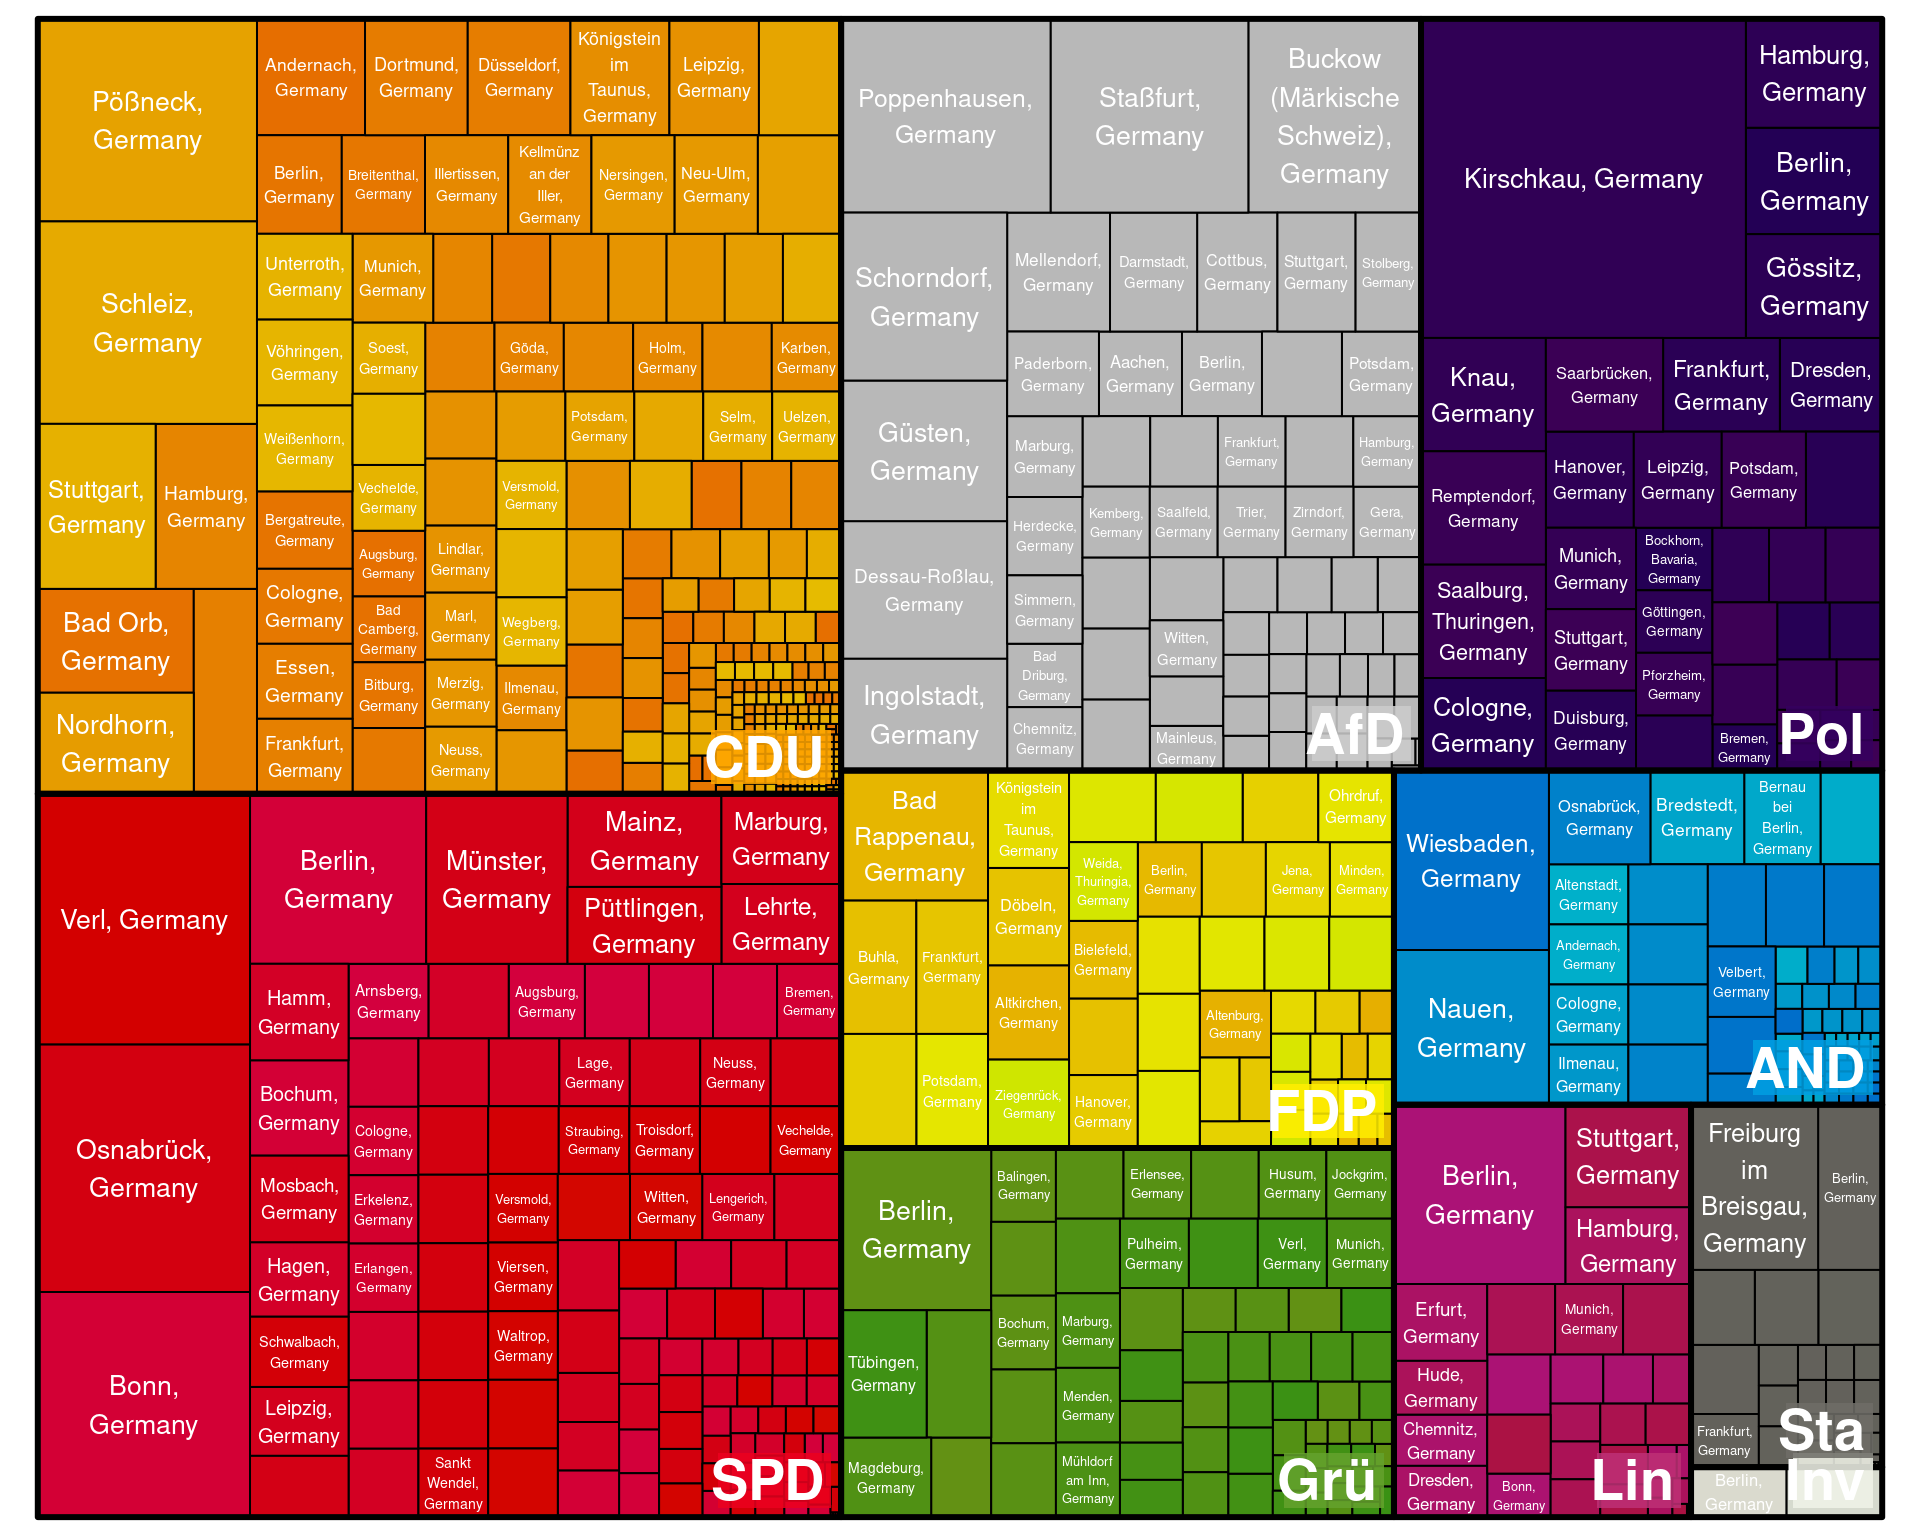 Pößneck,
Germany
Schleiz,
Germany
Stuttgart,
Germany
Hamburg,
Germany
Bad Orb,
Germany
Nordhorn,
Germany
Andernach,
Germany
Dortmund,
Germany
Düsseldorf,
Germany
Königstein
im
Taunus,
Germany
Leipzig,
Germany
Berlin,
Germany
Breitenthal,
Germany
Illertissen,
Germany
Kellmünz
an der
Iller,
Germany
Nersingen,
Germany
Neu-Ulm,
Germany
Unterroth,
Germany
Munich,
Germany
Vöhringen,
Germany
Soest,
Germany
Göda,
Germany
Holm,
Germany
Karben,
Germany
Weißenhorn,
Germany
Potsdam,
Germany
Selm,
Germany
Uelzen,
Germany
Bergatreute,
Germany
Vechelde,
Germany
Versmold,
Germany
Augsburg,
Germany
Lindlar,
Germany
Cologne,
Germany
Bad
Camberg,
Germany
Marl,
Germany
Wegberg,
Germany
Essen,
Germany
Bitburg,
Germany
Merzig,
Germany
Ilmenau,
Germany
Frankfurt,
Germany
Neuss,
Germany
CDU
Poppenhausen,
Germany
Staßfurt,
Germany
Buckow
(Märkische
Schweiz),
Germany
Schorndorf,
Germany
Güsten,
Germany
Dessau-Roßlau,
Germany
Ingolstadt,
Germany
Mellendorf,
Germany
Darmstadt,
Germany
Cottbus,
Germany
Stuttgart,
Germany
Stolberg,
Germany
Paderborn,
Germany
Aachen,
Germany
Berlin,
Germany
Potsdam,
Germany
Marburg,
Germany
Frankfurt,
Germany
Hamburg,
Germany
Herdecke,
Germany
Kemberg,
Germany
Saalfeld,
Germany
Trier,
Germany
Zirndorf,
Germany
Gera,
Germany
Simmern,
Germany
Witten,
Germany
Bad
Driburg,
Germany
Chemnitz,
Germany
Mainleus,
Germany
AfD
Kirschkau, Germany
Hamburg,
Germany
Berlin,
Germany
Gössitz,
Germany
Knau,
Germany
Saarbrücken,
Germany
Frankfurt,
Germany
Dresden,
Germany
Remptendorf,
Germany
Hanover,
Germany
Leipzig,
Germany
Potsdam,
Germany
Saalburg,
Thuringen,
Germany
Munich,
Germany
Bockhorn,
Bavaria,
Germany
Göttingen,
Germany
Stuttgart,
Germany
Pforzheim,
Germany
Cologne,
Germany
Duisburg,
Germany
Bremen,
Germany
Pol
Verl, Germany
Osnabrück,
Germany
Bonn,
Germany
Berlin,
Germany
Münster,
Germany
Mainz,
Germany
Püttlingen,
Germany
Marburg,
Germany
Lehrte,
Germany
Hamm,
Germany
Arnsberg,
Germany
Augsburg,
Germany
Bremen,
Germany
Bochum,
Germany
Lage,
Germany
Neuss,
Germany
Cologne,
Germany
Straubing,
Germany
Troisdorf,
Germany
Vechelde,
Germany
Mosbach,
Germany
Erkelenz,
Germany
Versmold,
Germany
Witten,
Germany
Lengerich,
Germany
Hagen,
Germany
Erlangen,
Germany
Viersen,
Germany
Schwalbach,
Germany
Waltrop,
Germany
Leipzig,
Germany
Sankt
Wendel,
Germany
SPD
Bad
Rappenau,
Germany
Königstein
im
Taunus,
Germany
Ohrdruf,
Germany
Weida,
Thuringia,
Germany
Berlin,
Germany
Jena,
Germany
Minden,
Germany
Buhla,
Germany
Frankfurt,
Germany
Döbeln,
Germany
Bielefeld,
Germany
Altkirchen,
Germany
Altenburg,
Germany
Potsdam,
Germany
Ziegenrück,
Germany
Hanover,
Germany
FDP
Wiesbaden,
Germany
Nauen,
Germany
Osnabrück,
Germany
Bredstedt,
Germany
Bernau
bei
Berlin,
Germany
Altenstadt,
Germany
Andernach,
Germany
Velbert,
Germany
Cologne,
Germany
Ilmenau,
Germany
AND
Berlin,
Germany
Tübingen,
Germany
Magdeburg,
Germany
Balingen,
Germany
Erlensee,
Germany
Husum,
Germany
Jockgrim,
Germany
Pulheim,
Germany
Verl,
Germany
Munich,
Germany
Bochum,
Germany
Marburg,
Germany
Menden,
Germany
Mühldorf
am Inn,
Germany
Grü
Berlin,
Germany
Stuttgart,
Germany
Hamburg,
Germany
Erfurt,
Germany
Munich,
Germany
Hude,
Germany
Chemnitz,
Germany
Dresden,
Germany
Bonn,
Germany
Lin
Freiburg
im
Breisgau,
Germany
Berlin,
Germany
Frankfurt,
Germany
Sta
Berlin,
Germany
Inv